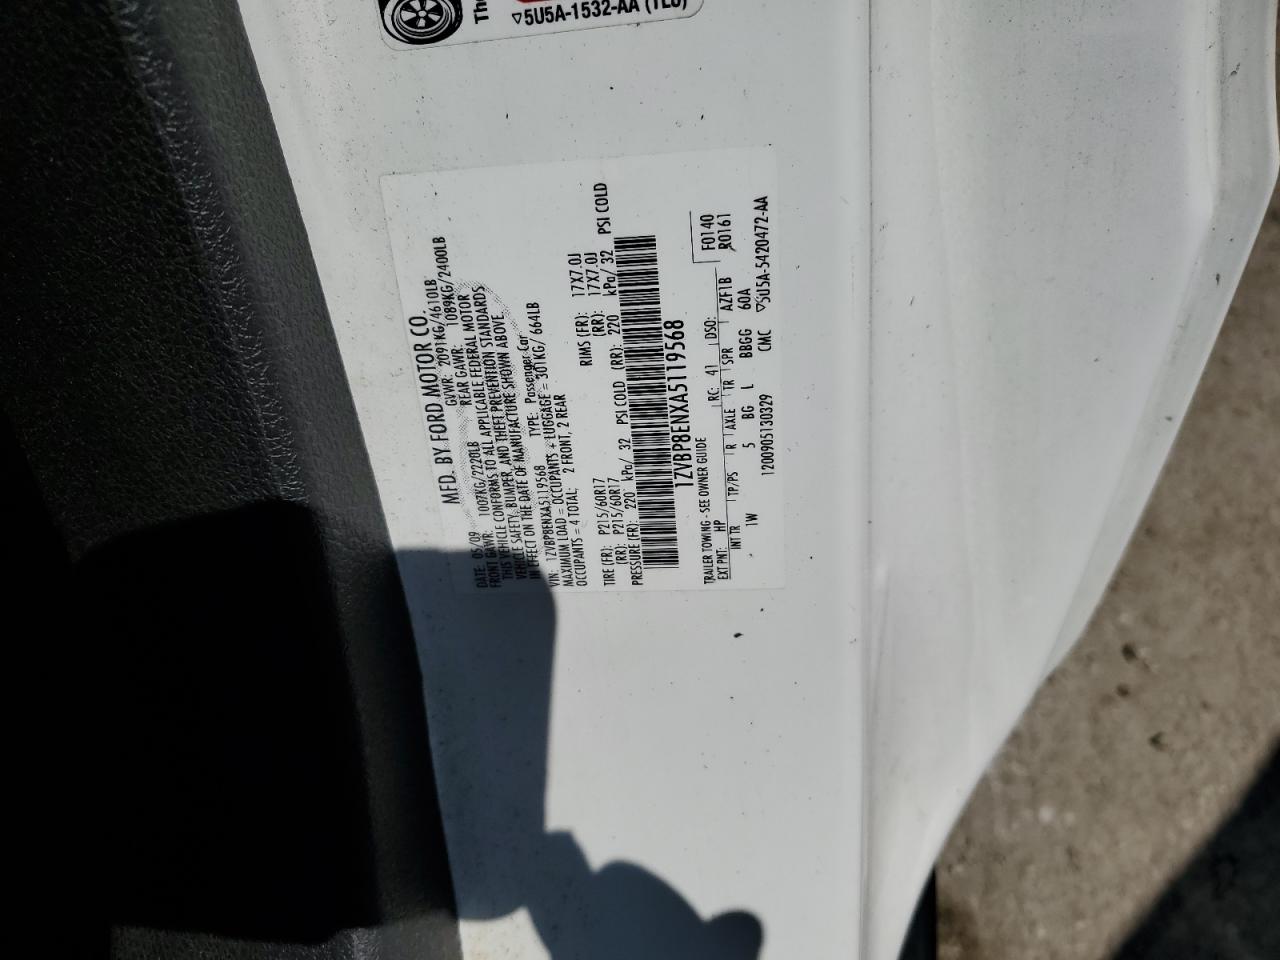 ▽5U5A-1532-AA (TLU)
MFD. BY FORD MOTOR CO.
DATE: 05/09 GVWR: 2091KG/4610LB
FRONT GAWR: 1007KG/2220LB REAR GAWR: 1089KG/2400LB
THIS VEHICLE CONFORMS TO ALL APPLICABLE FEDERAL MOTOR
VEHICLE SAFETY, BUMPER, AND THEFT PREVENTION STANDARDS
IN EFFECT ON THE DATE OF MANUFACTURE SHOWN ABOVE
VIN: 1ZVBP8ENXA5119568 TYPE: Passenger Car
MAXIMUM LOAD = OCCUPANTS + LUGGAGE = 301KG/ 664LB
OCCUPANTS = 4 TOTAL; 2 FRONT, 2 REAR
TIRE (FR): P215/60R17 RIMS (FR): 17X7.0J
(RR): P215/60R17 (RR): 17X7.0J
PRESSURE (FR): 220 kPa/ 32 PSI COLD (RR): 220 kPa/ 32 PSI COLD
1ZVBP8ENXA5119568
TRAILER TOWING - SEE OWNER GUIDE F0140
EXT PNT: HP RC: 41 DSO: R0161
INT TR TP/PS R AXLE TR SPR AZF1B
1W 5 BG L BBGG 60A
1200905130329 CMC ▽5U5A-5420472-AA